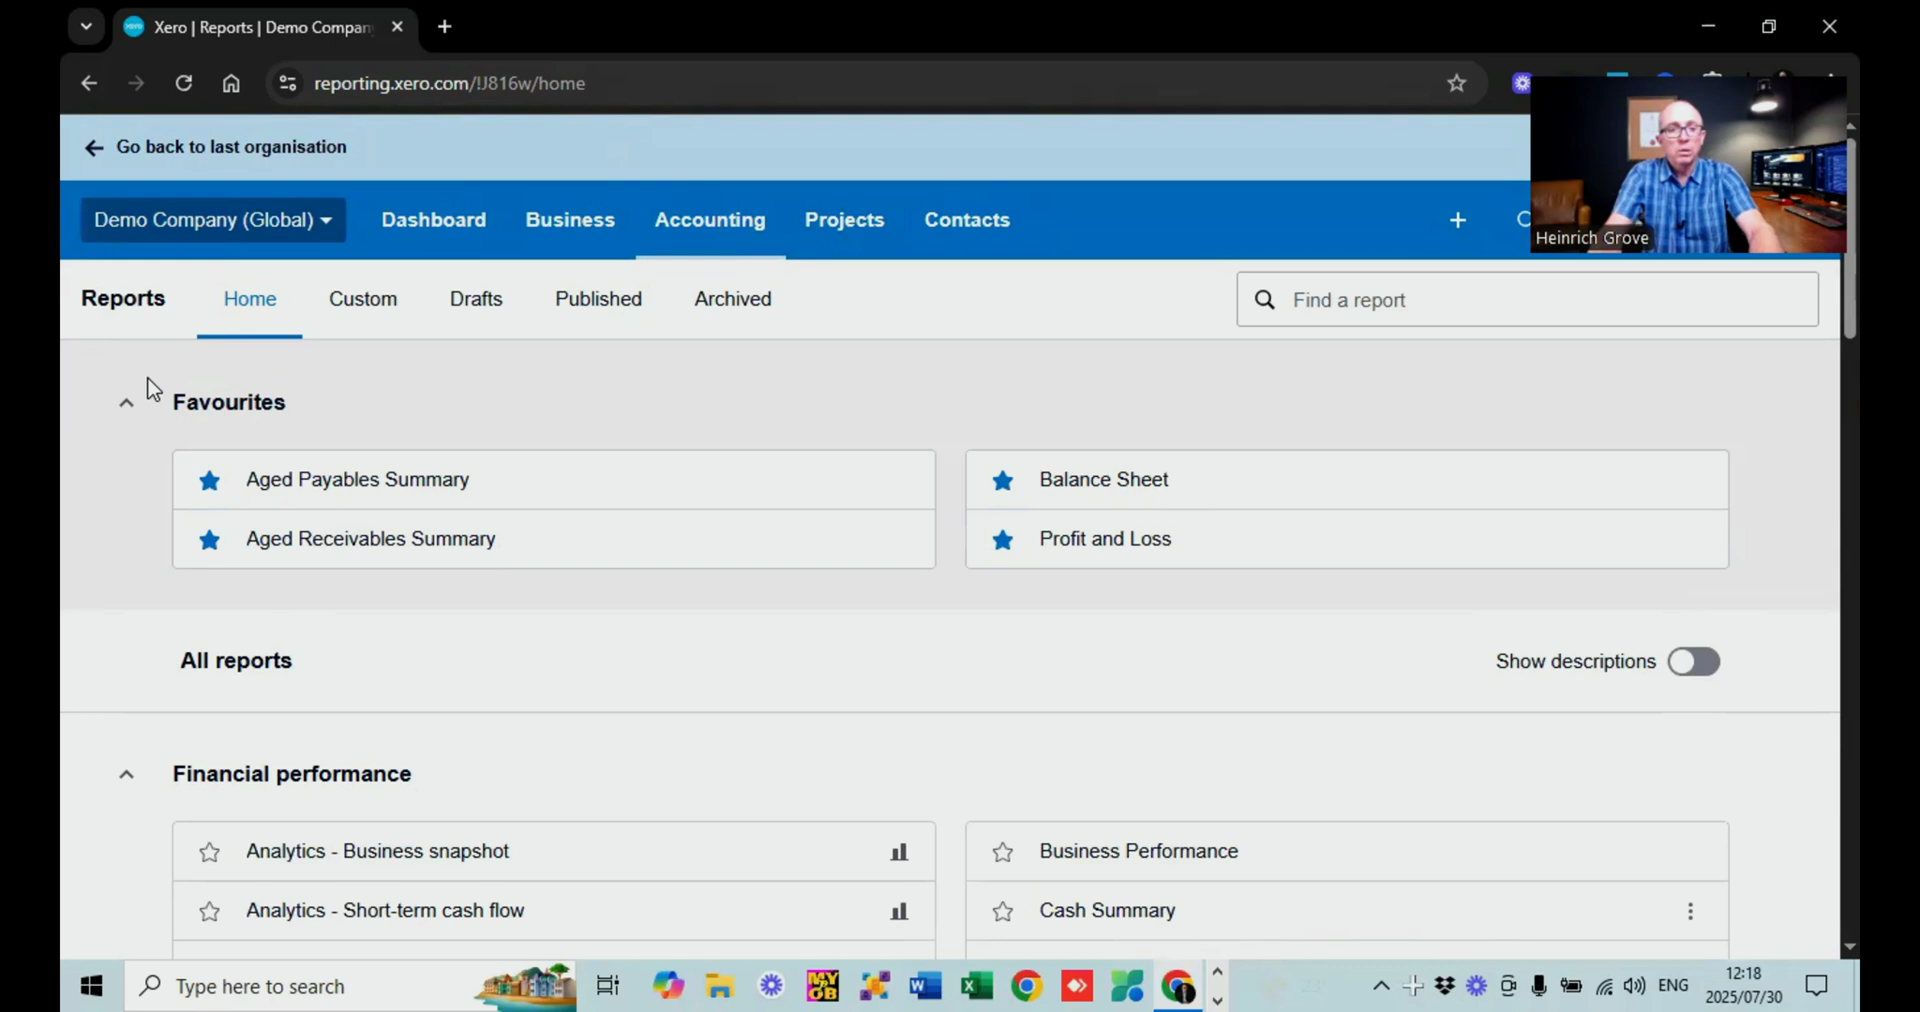 Xero | Reports | Demo Compan
reporting.xero.com/!J816w/home
Go back to last organisation
Demo Company (Global) Dashboard Business Accounting Projects Contacts
Heinrich Grove
Reports Home Custom Drafts Published Archived Find a report
Favourites
Aged Payables Summary Balance Sheet
Aged Receivables Summary Profit and Loss
All reports Show descriptions
Financial performance
Analytics - Business snapshot Business Performance
Analytics - Short-term cash flow Cash Summary
Type here to search MYOB ENG 12:18
2025/07/30